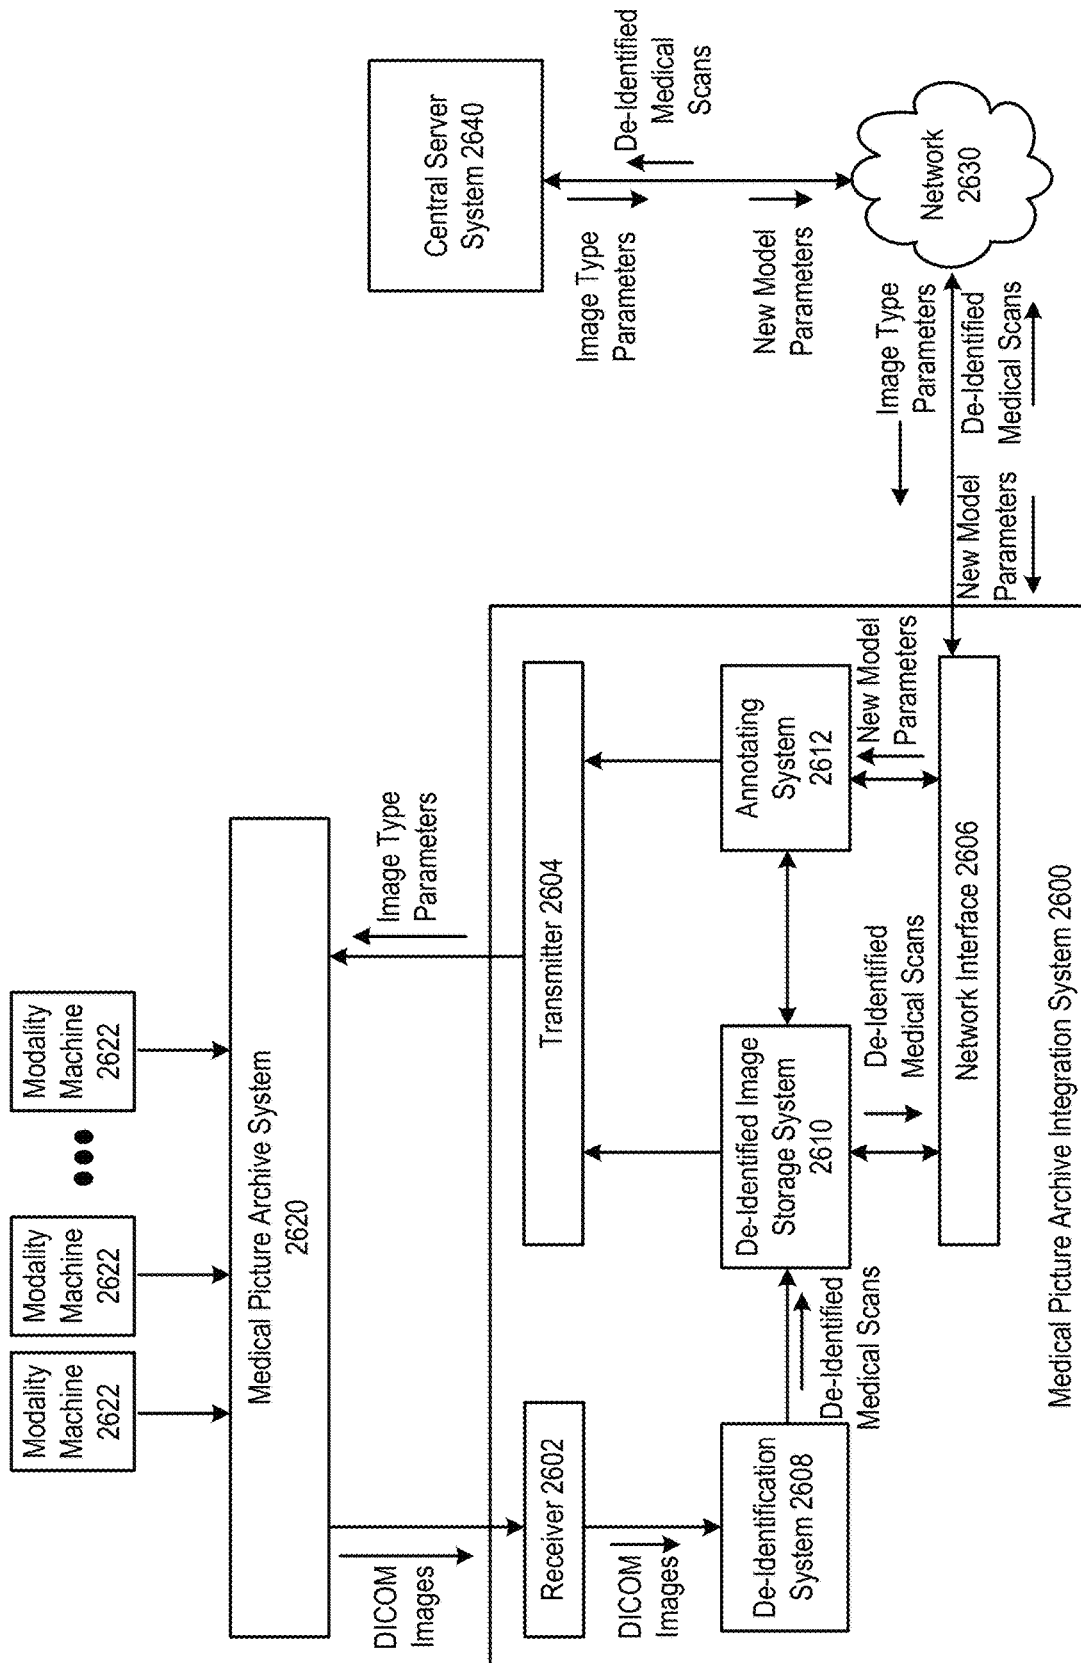 Modality
Machine
2622
Modality
Machine
2622
Modality
Machine
2622
Medical Picture Archive System
2620
DICOM
Images
Image Type
Parameters
Receiver 2602
Transmitter 2604
DICOM
Images
De-Identification
System 2608
De-Identified
Medical Scans
De-Identified Image
Storage System
2610
Annotating
System
2612
De-Identified
Medical Scans
New Model
Parameters
Network Interface 2606
Medical Picture Archive Integration System 2600
Central Server
System 2640
Image Type
Parameters
De-Identified
Medical
Scans
New Model
Parameters
Network
2630
Image Type
Parameters
New Model
Parameters
De-Identified
Medical Scans